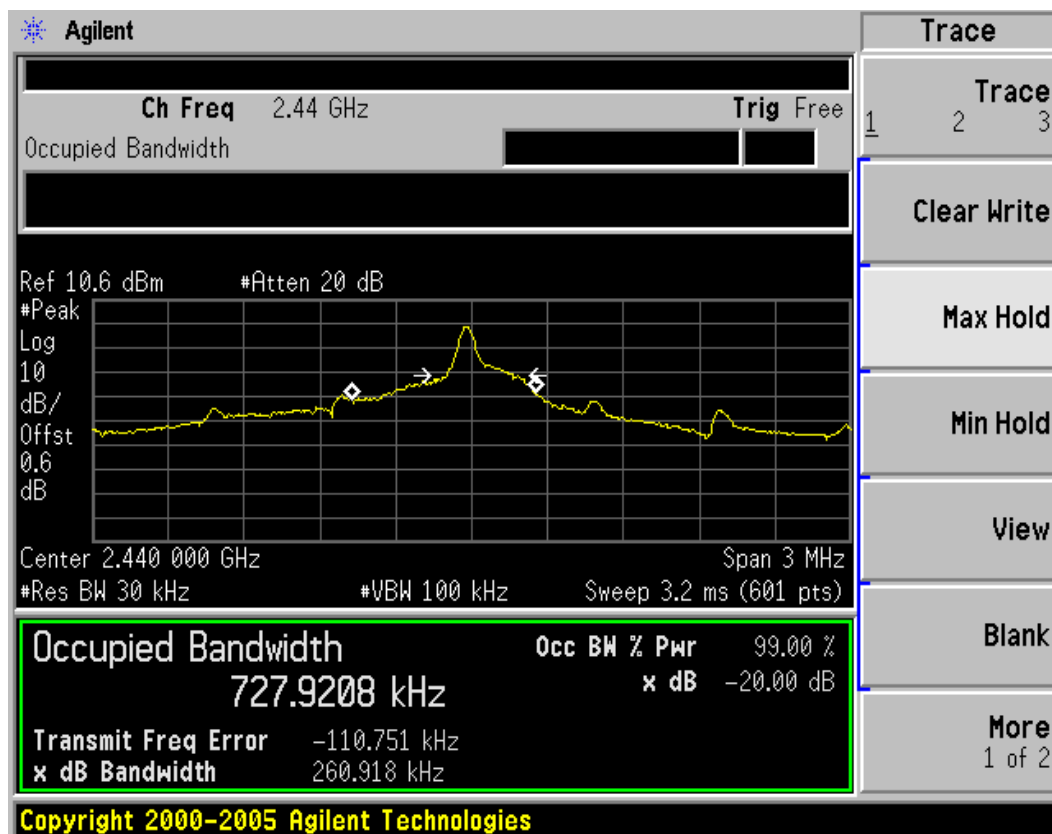 Agilent
Trace
Ch Freq 2.44 GHz Trig Free
Occupied Bandwidth
Trace
1 2 3
Clear Write
Max Hold
Min Hold
View
Blank
More
1 of 2
Ref 10.6 dBm #Atten 20 dB
#Peak
Log
10
dB/
Offst
0.6
dB
Center 2.440 000 GHz Span 3 MHz
#Res BW 30 kHz #VBW 100 kHz Sweep 3.2 ms (601 pts)
Occupied Bandwidth Occ BW % Pwr 99.00 %
727.9208 kHz x dB -20.00 dB
Transmit Freq Error -110.751 kHz
x dB Bandwidth 260.918 kHz
Copyright 2000-2005 Agilent Technologies